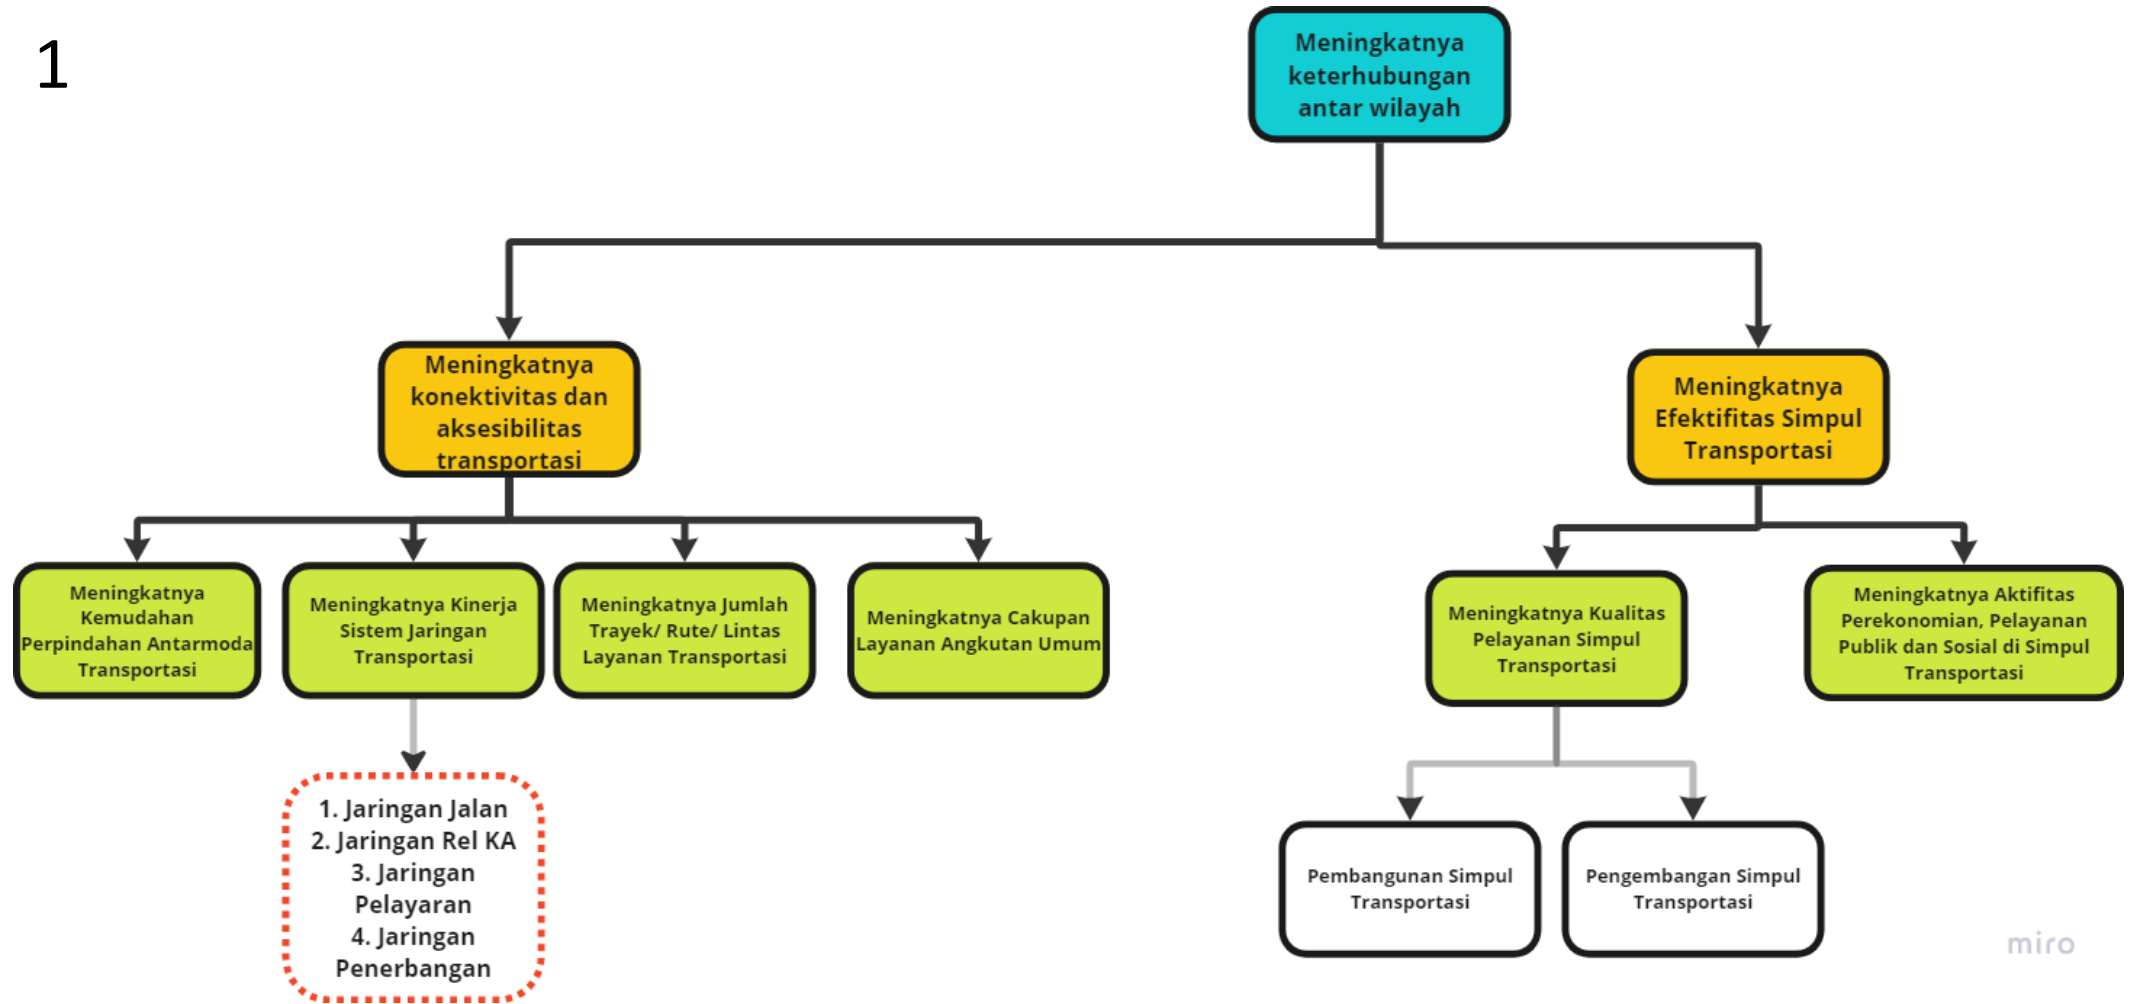 1
Meningkatnya
keterhubungan
antar wilayah
Meningkatnya
konektivitas dan
aksesibilitas
transportasi
Meningkatnya
Efektifitas Simpul
Transportasi
Meningkatnya
Kemudahan
Perpindahan Antarmoda
Transportasi
Meningkatnya Kinerja
Sistem Jaringan
Transportasi
Meningkatnya Jumlah
Trayek/ Rute/ Lintas
Layanan Transportasi
Meningkatnya Cakupan
Layanan Angkutan Umum
Meningkatnya Kualitas
Pelayanan Simpul
Transportasi
Meningkatnya Aktifitas
Perekonomian, Pelayanan
Publik dan Sosial di Simpul
Transportasi
1. Jaringan Jalan
2. Jaringan Rel KA
3. Jaringan
Pelayaran
4. Jaringan
Penerbangan
Pembangunan Simpul
Transportasi
Pengembangan Simpul
Transportasi
miro